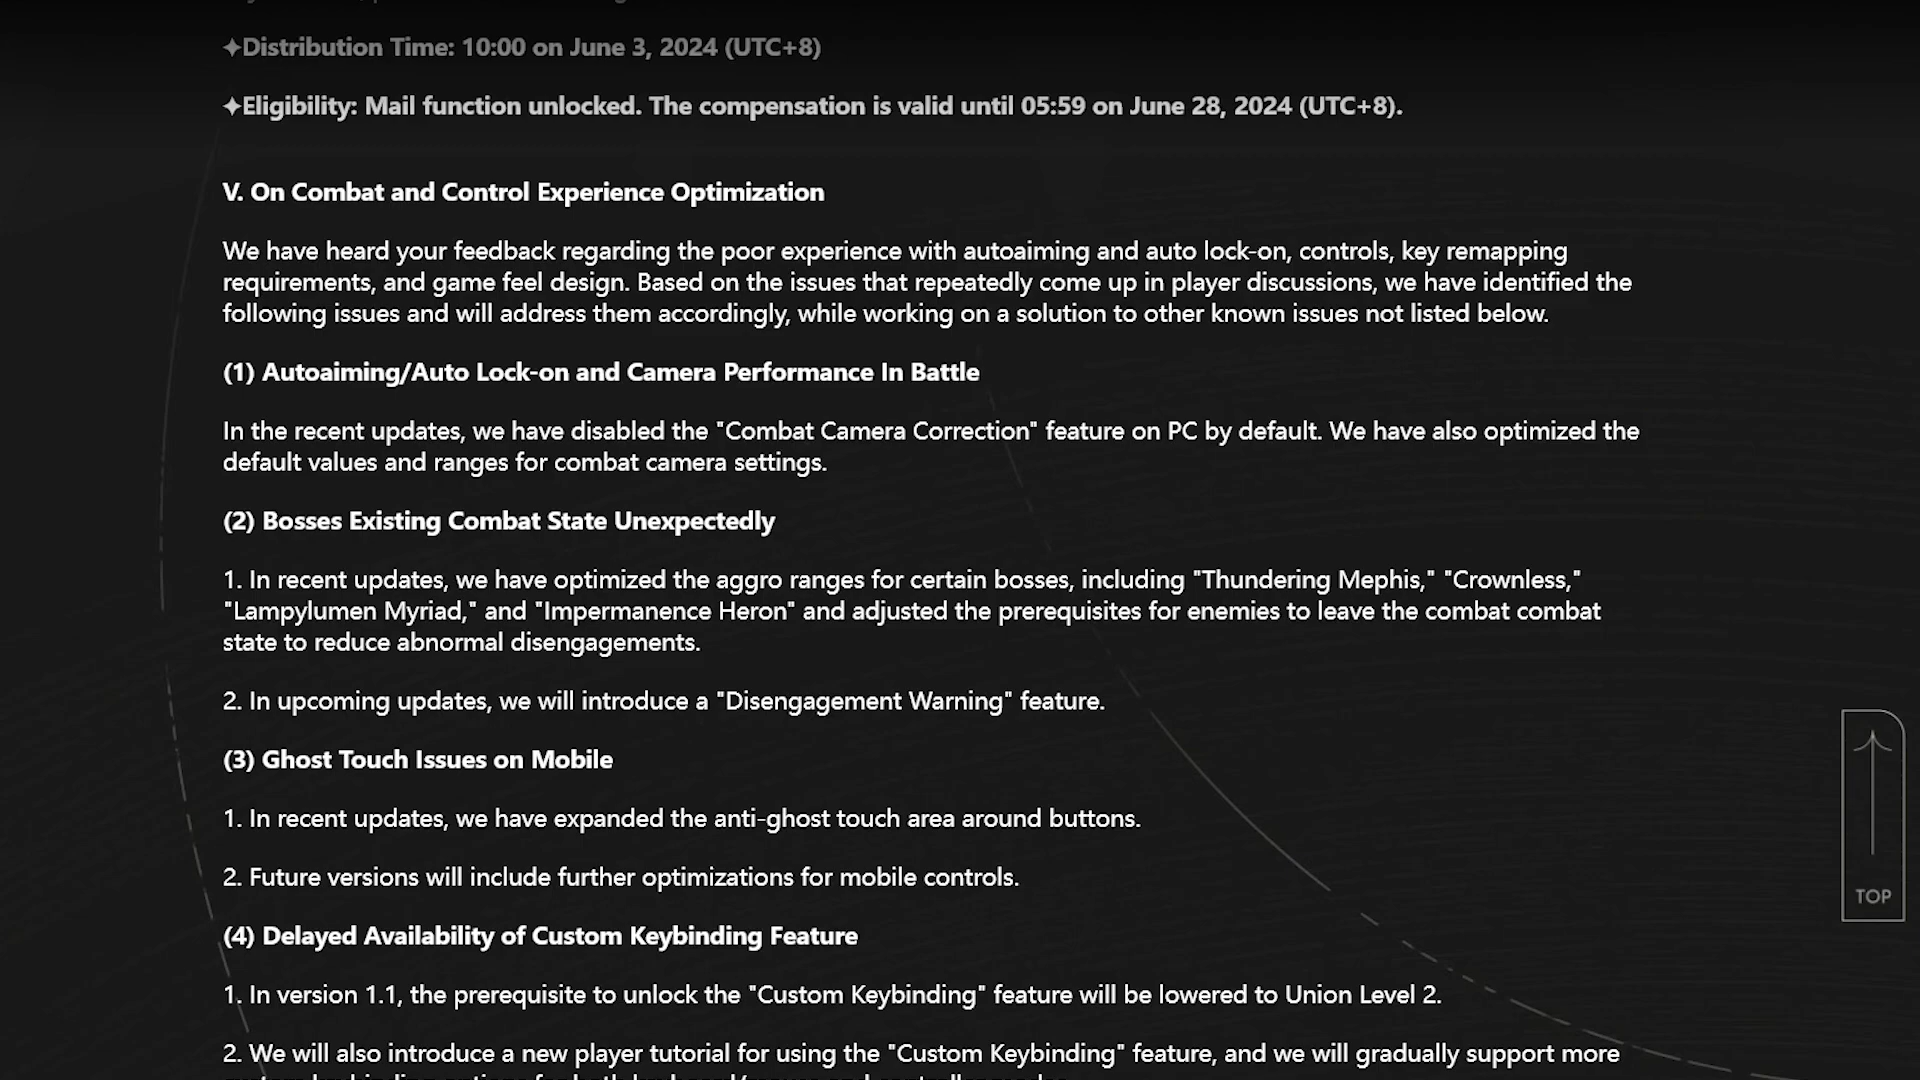 ✦Distribution Time: 10:00 on June 3, 2024 (UTC+8)
✦Eligibility: Mail function unlocked. The compensation is valid until 05:59 on June 28, 2024 (UTC+8).
V. On Combat and Control Experience Optimization
We have heard your feedback regarding the poor experience with autoaiming and auto lock-on, controls, key remapping
requirements, and game feel design. Based on the issues that repeatedly come up in player discussions, we have identified the
following issues and will address them accordingly, while working on a solution to other known issues not listed below.
(1) Autoaiming/Auto Lock-on and Camera Performance In Battle
In the recent updates, we have disabled the "Combat Camera Correction" feature on PC by default. We have also optimized the
default values and ranges for combat camera settings.
(2) Bosses Existing Combat State Unexpectedly
1. In recent updates, we have optimized the aggro ranges for certain bosses, including "Thundering Mephis," "Crownless,"
"Lampylumen Myriad," and "Impermanence Heron" and adjusted the prerequisites for enemies to leave the combat combat
state to reduce abnormal disengagements.
2. In upcoming updates, we will introduce a "Disengagement Warning" feature.
(3) Ghost Touch Issues on Mobile
1. In recent updates, we have expanded the anti-ghost touch area around buttons.
2. Future versions will include further optimizations for mobile controls.
TOP
(4) Delayed Availability of Custom Keybinding Feature
1. In version 1.1, the prerequisite to unlock the "Custom Keybinding" feature will be lowered to Union Level 2.
2. We will also introduce a new player tutorial for using the "Custom Keybinding" feature, and we will gradually support more